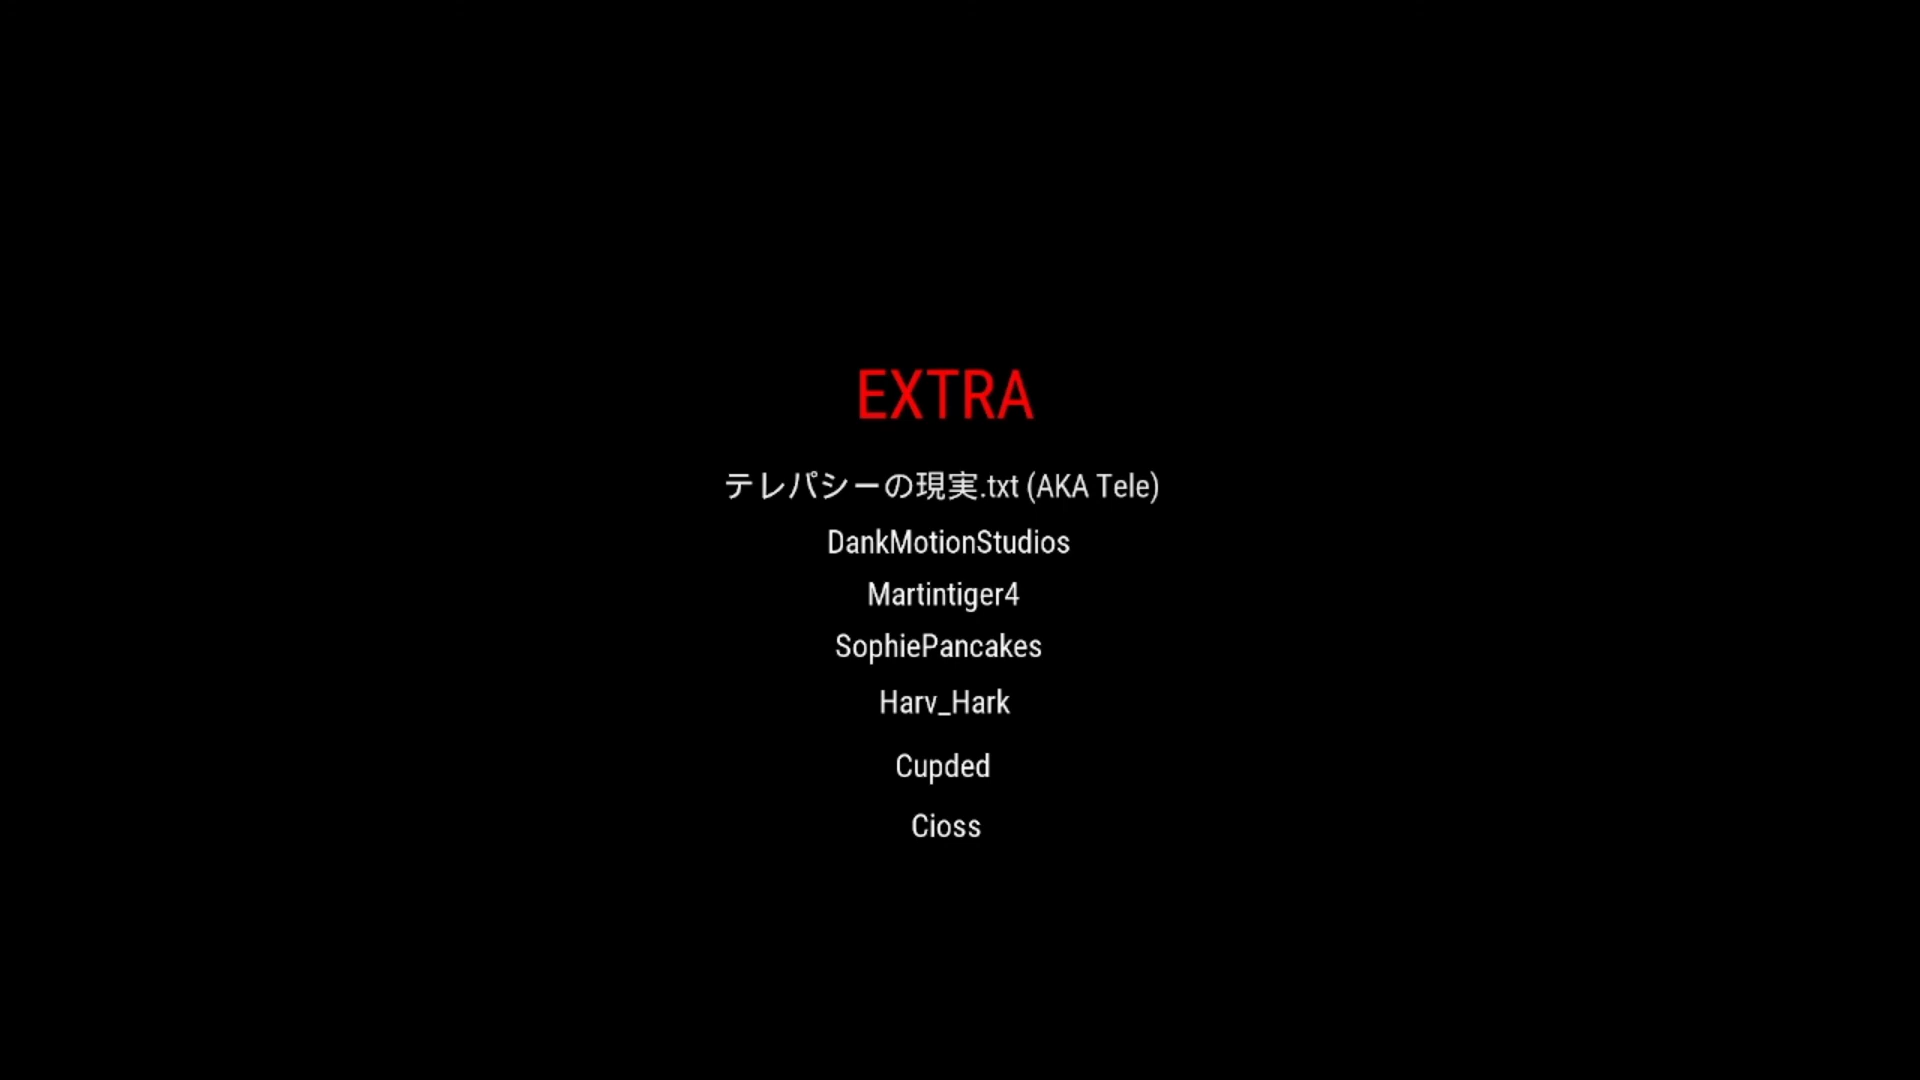 EXTRA
テレパシーの現実.txt (AKA Tele)
DankMotionStudios
Martintiger4
SophiePancakes
Harv_Hark
Cupded
Cioss